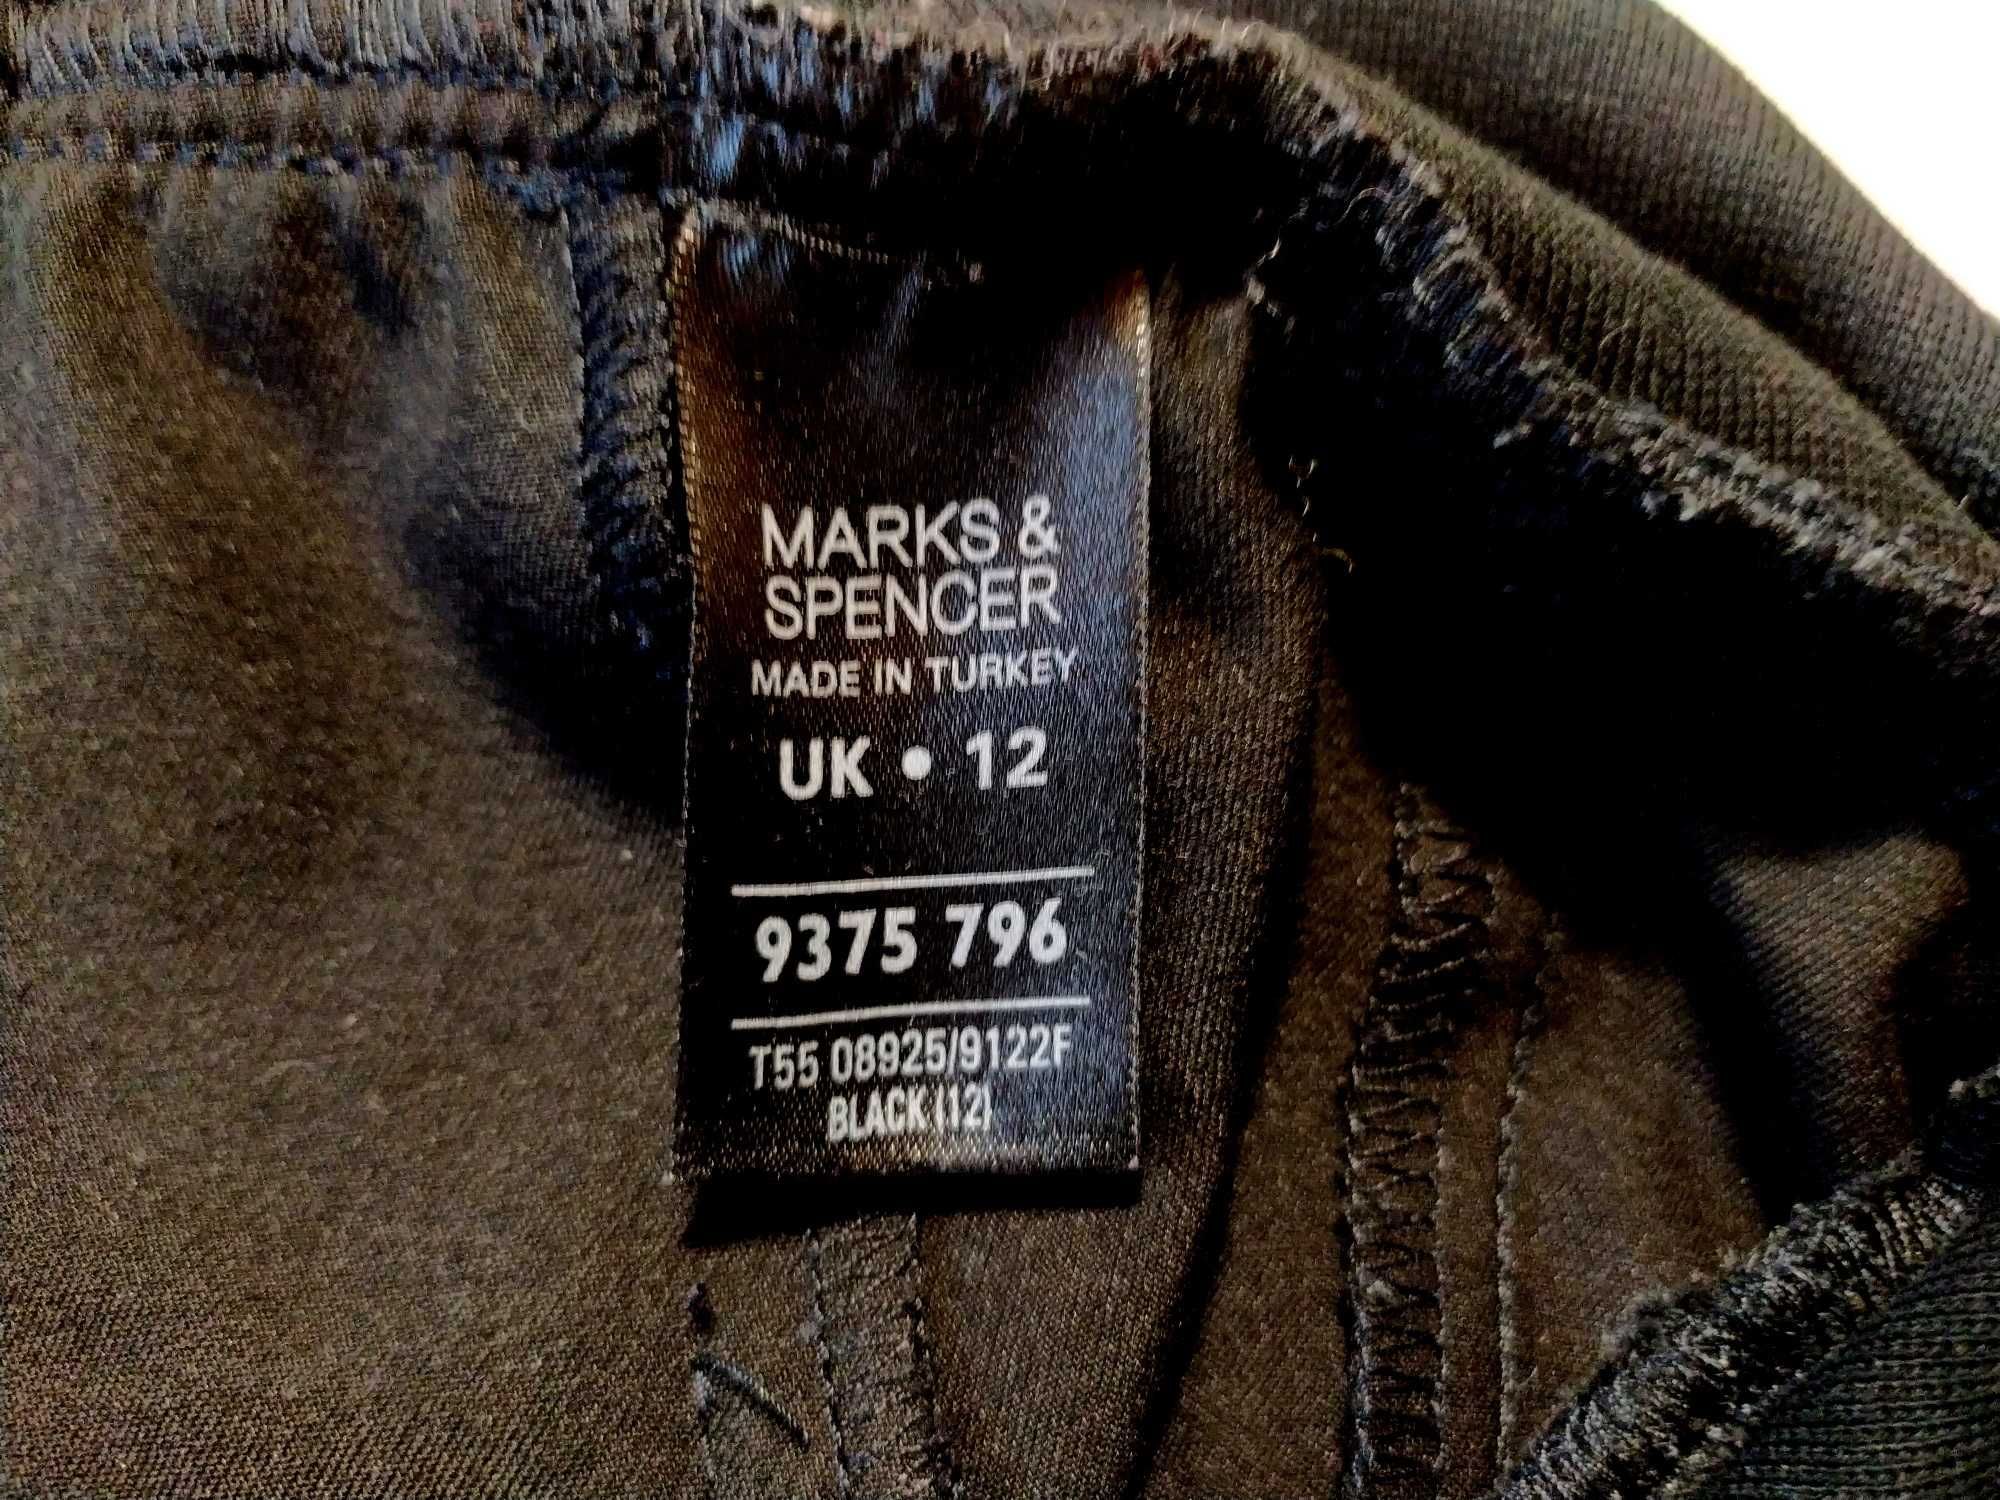 MARKS &
SPENCER
MADE IN TURKEY
UK • 12
9375 796
T55 08925/9122F
BLACK (12)